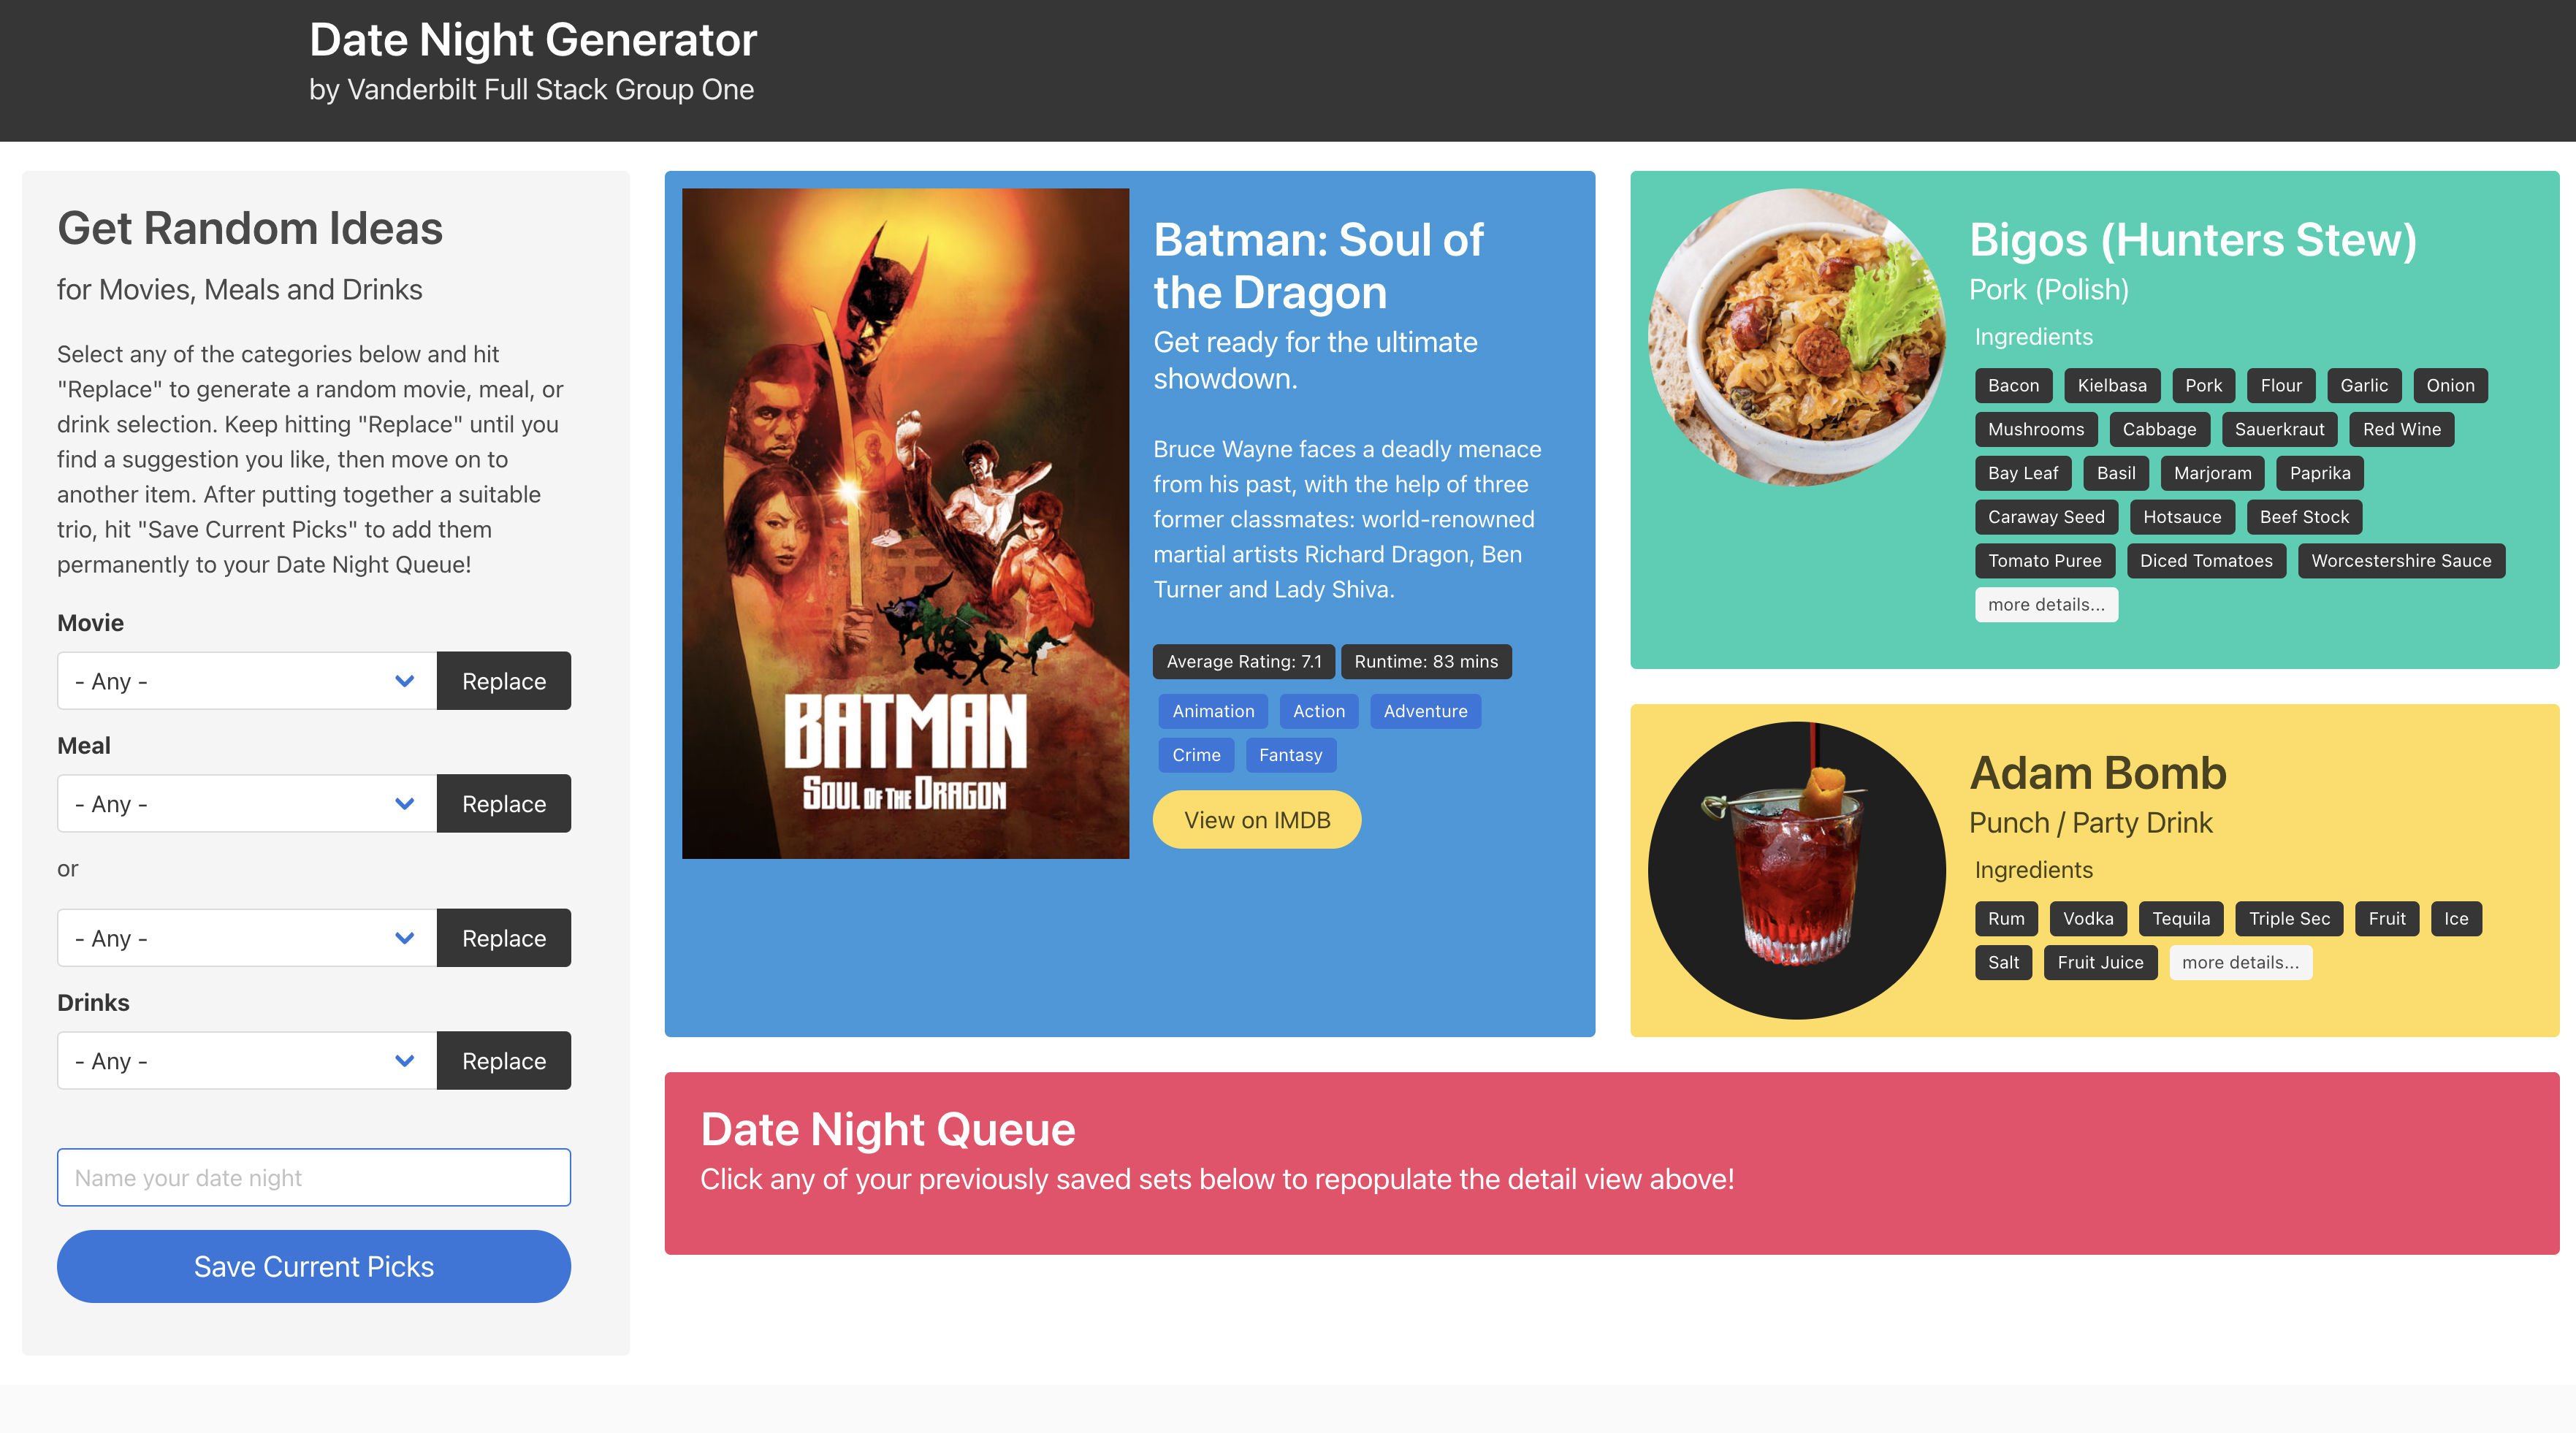 Date Night Generator
by Vanderbilt Full Stack Group One
Get Random Ideas
for Movies, Meals and Drinks
Select any of the categories below and hit
"Replace" to generate a random movie, meal, or
drink selection. Keep hitting "Replace" until you
find a suggestion you like, then move on to
another item. After putting together a suitable
trio, hit "Save Current Picks" to add them
permanently to your Date Night Queue!
Movie
- Any - Replace
Meal
- Any - Replace
or
- Any - Replace
Drinks
- Any - Replace
Name your date night
Save Current Picks
BATMAN
SOUL OF THE DRAGON
Batman: Soul of
the Dragon
Get ready for the ultimate
showdown.
Bruce Wayne faces a deadly menace
from his past, with the help of three
former classmates: world-renowned
martial artists Richard Dragon, Ben
Turner and Lady Shiva.
Average Rating: 7.1 Runtime: 83 mins
Animation Action Adventure
Crime Fantasy
View on IMDB
Bigos (Hunters Stew)
Pork (Polish)
Ingredients
Bacon Kielbasa Pork Flour Garlic Onion
Mushrooms Cabbage Sauerkraut Red Wine
Bay Leaf Basil Marjoram Paprika
Caraway Seed Hotsauce Beef Stock
Tomato Puree Diced Tomatoes Worcestershire Sauce
more details...
Adam Bomb
Punch / Party Drink
Ingredients
Rum Vodka Tequila Triple Sec Fruit Ice
Salt Fruit Juice more details...
Date Night Queue
Click any of your previously saved sets below to repopulate the detail view above!